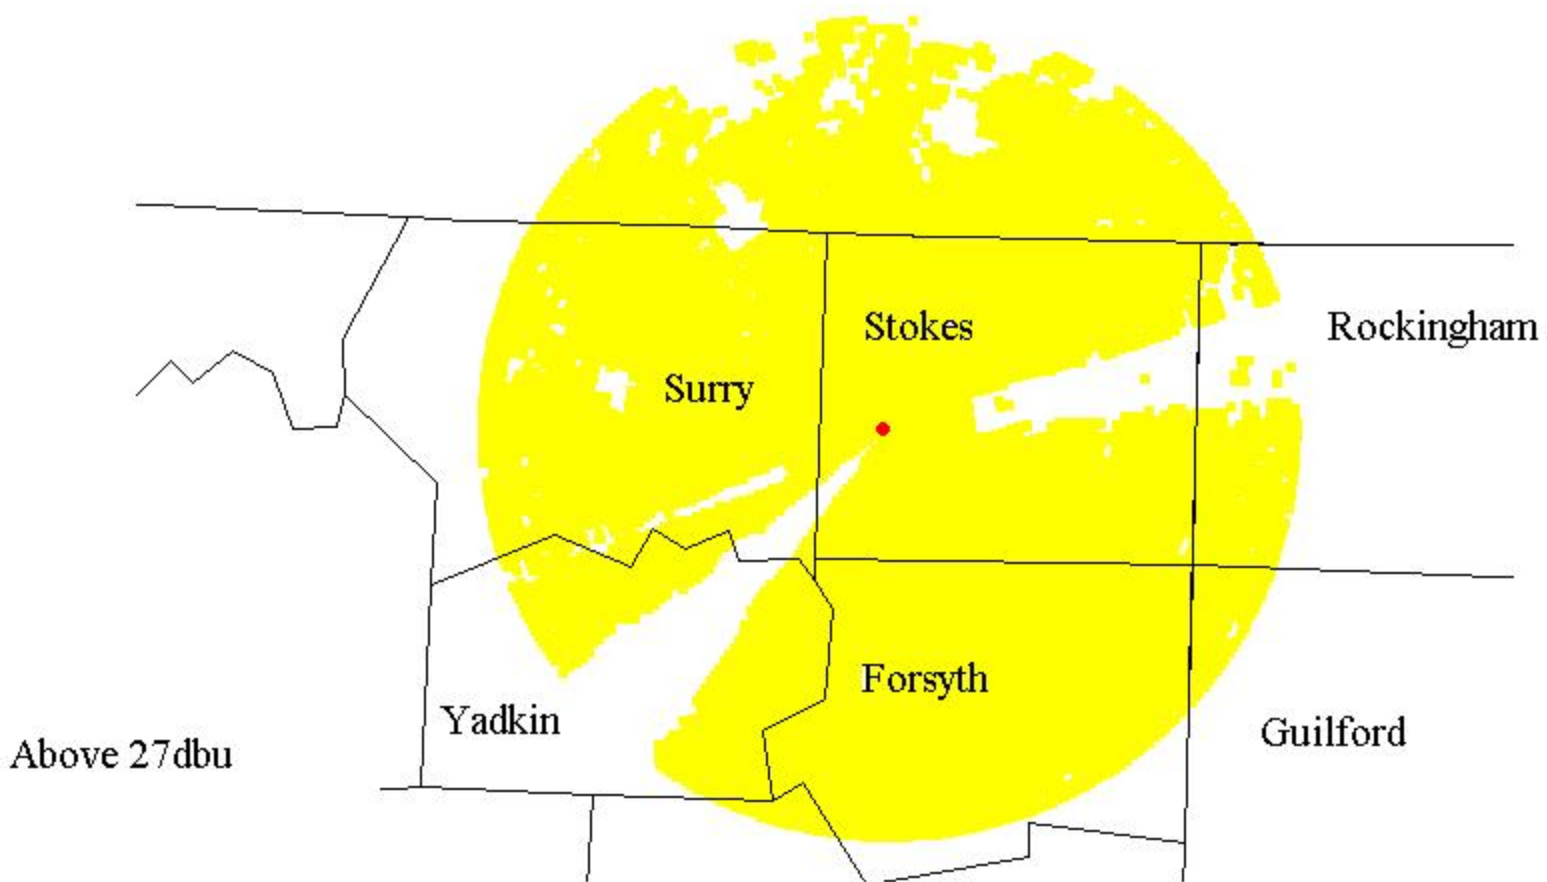 Stokes
Rockingham
Surry
Forsyth
Yadkin
Guilford
Above 27dbu